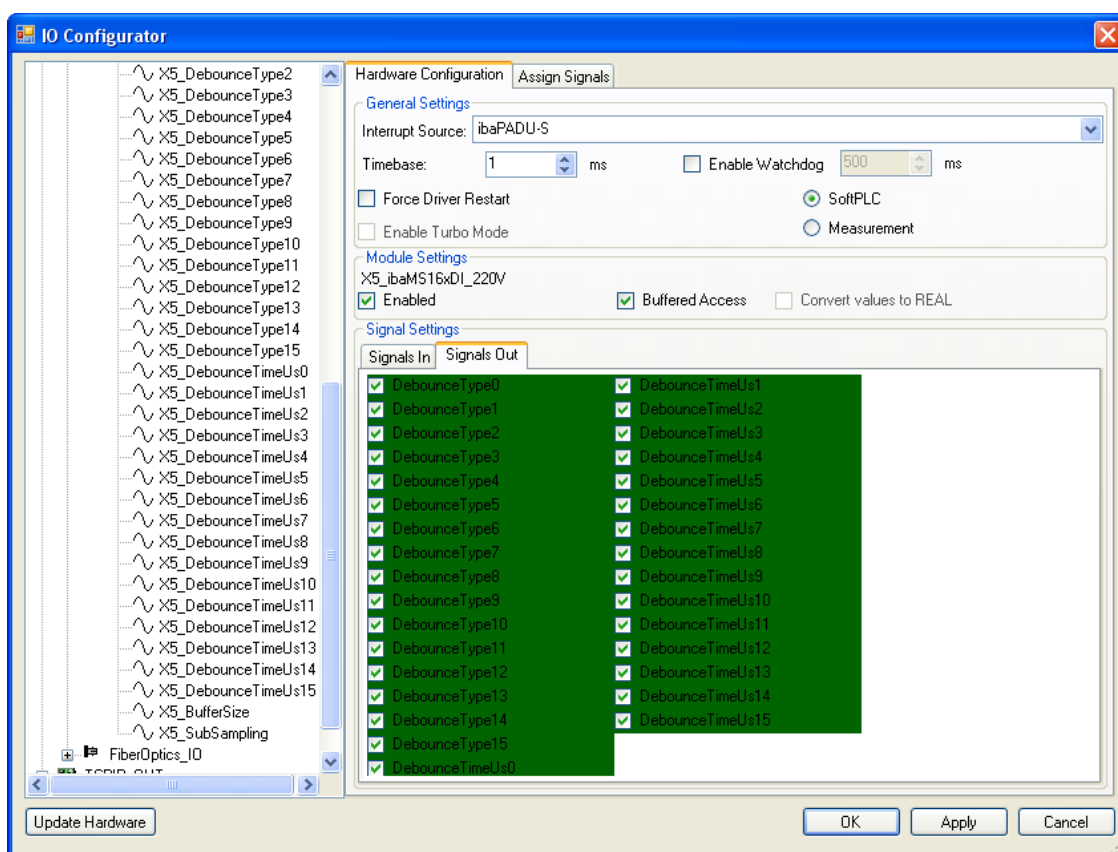 IO Configurator
X5_DebounceType2
X5_DebounceType3
X5_DebounceType4
X5_DebounceType5
X5_DebounceType6
X5_DebounceType7
X5_DebounceType8
X5_DebounceType9
X5_DebounceType10
X5_DebounceType11
X5_DebounceType12
X5_DebounceType13
X5_DebounceType14
X5_DebounceType15
X5_DebounceTimeUs0
X5_DebounceTimeUs1
X5_DebounceTimeUs2
X5_DebounceTimeUs3
X5_DebounceTimeUs4
X5_DebounceTimeUs5
X5_DebounceTimeUs6
X5_DebounceTimeUs7
X5_DebounceTimeUs8
X5_DebounceTimeUs9
X5_DebounceTimeUs10
X5_DebounceTimeUs11
X5_DebounceTimeUs12
X5_DebounceTimeUs13
X5_DebounceTimeUs14
X5_DebounceTimeUs15
X5_BufferSize
X5_SubSampling
FiberOptics_IO
TCPIP_OUT
Hardware Configuration Assign Signals
General Settings
Interrupt Source: ibaPADU-S
Timebase: 1 ms Enable Watchdog 500 ms
Force Driver Restart SoftPLC
Enable Turbo Mode Measurement
Module Settings
X5_ibaMS16xDI_220V
Enabled Buffered Access Convert values to REAL
Signal Settings
Signals In Signals Out
DebounceType0 DebounceTimeUs1
DebounceType1 DebounceTimeUs2
DebounceType2 DebounceTimeUs3
DebounceType3 DebounceTimeUs4
DebounceType4 DebounceTimeUs5
DebounceType5 DebounceTimeUs6
DebounceType6 DebounceTimeUs7
DebounceType7 DebounceTimeUs8
DebounceType8 DebounceTimeUs9
DebounceType9 DebounceTimeUs10
DebounceType10 DebounceTimeUs11
DebounceType11 DebounceTimeUs12
DebounceType12 DebounceTimeUs13
DebounceType13 DebounceTimeUs14
DebounceType14 DebounceTimeUs15
DebounceType15
DebounceTimeUs0
Update Hardware OK Apply Cancel